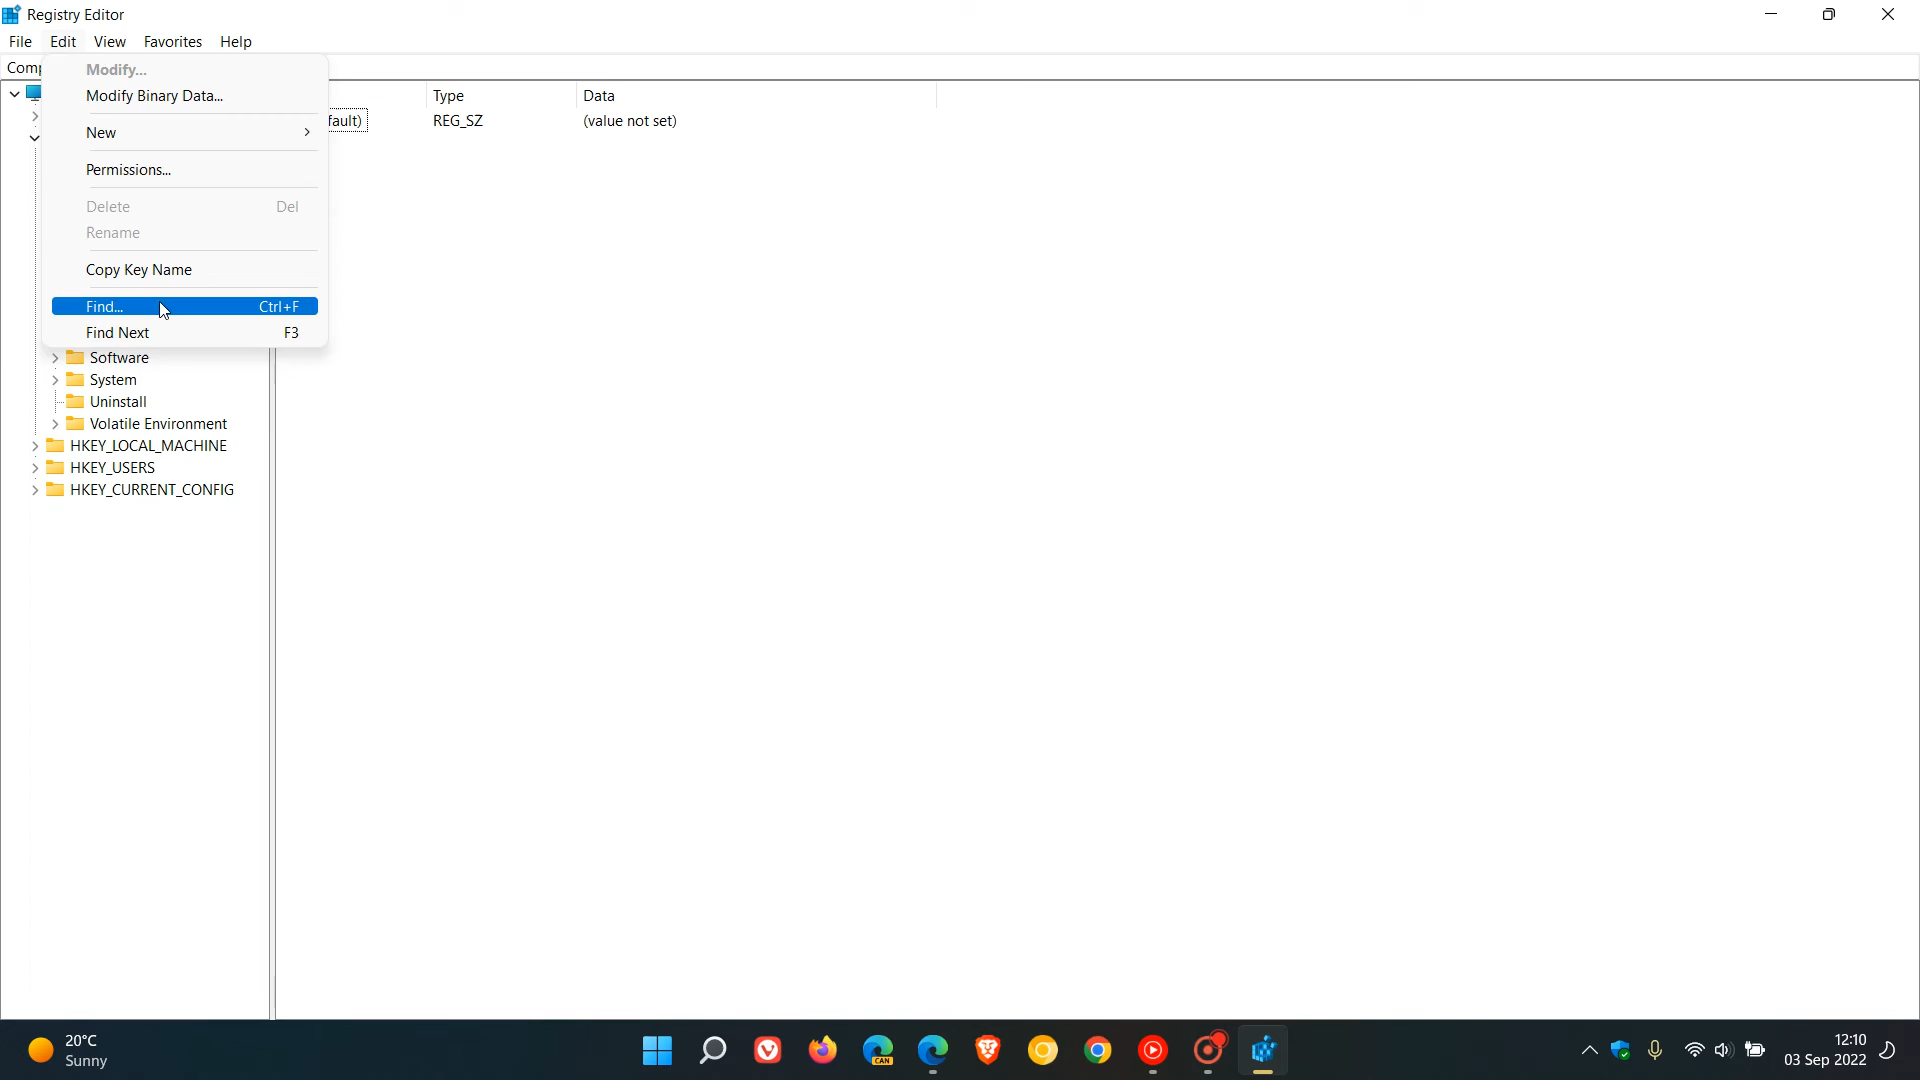 Registry Editor
File Edit View Favorites Help
Comp
Modify...
Modify Binary Data...
New
Permissions...
Delete Del
Rename
Copy Key Name
Find... Ctrl+F
Find Next F3
Type Data
fault) REG_SZ (value not set)
Software
System
Uninstall
Volatile Environment
HKEY_LOCAL_MACHINE
HKEY_USERS
HKEY_CURRENT_CONFIG
20°C
Sunny
CAN
12:10
03 Sep 2022